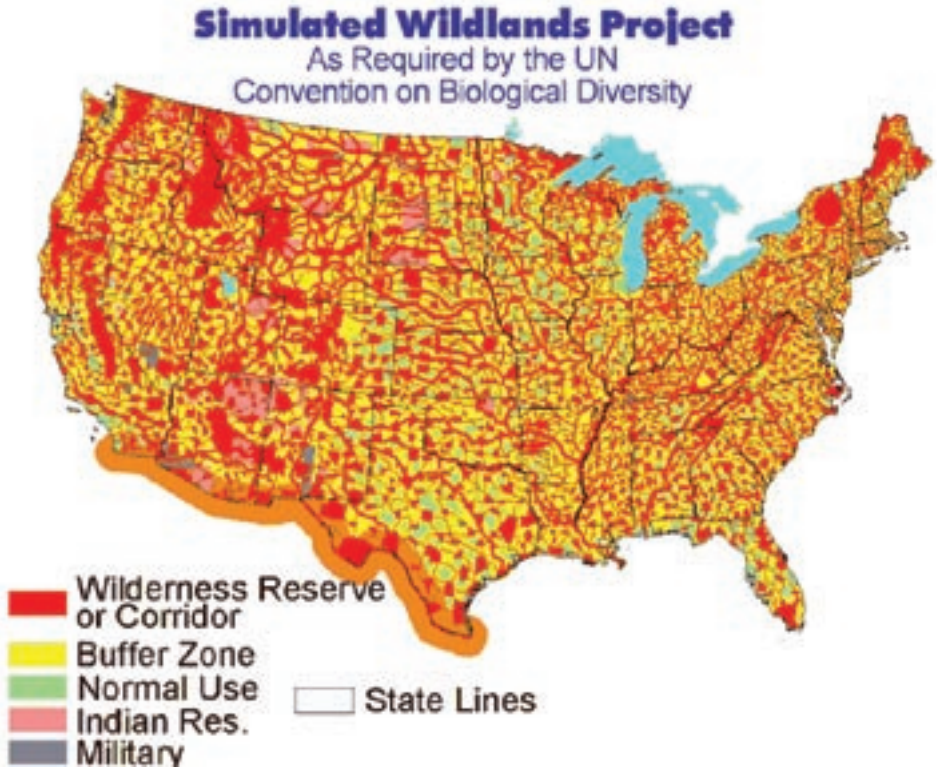 Simulated Wildlands Project
As Required by the UN
Convention on Biological Diversity
Wilderness Reserve
or Corridor
Buffer Zone
Normal Use
Indian Res.
Military
State Lines